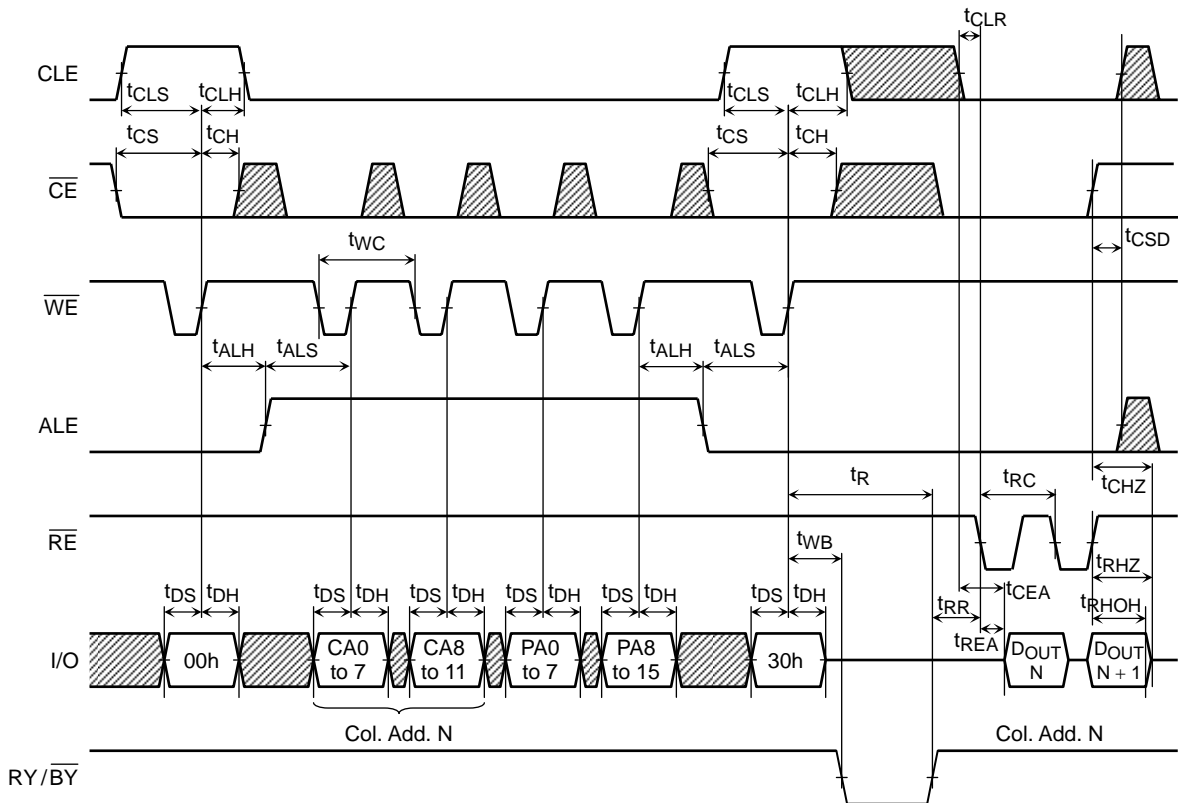 tCLR
CLE
tCLS tCLH tCLS tCLH
tCS tCH tCS tCH
CE
tWC tCSD
WE
tALH tALS tALH tALS
ALE
tR tRC tCHZ
RE
tWB
tDS tDH tDS tDH tDS tDH tDS tDH tDS tDH tDS tDH tRR tCEA tRHZ
tREA tRHOH
I/O 00h CA0 to 7 CA8 to 11 PA0 to 7 PA8 to 15 30h DOUT N DOUT N + 1
Col. Add. N Col. Add. N
RY/BY